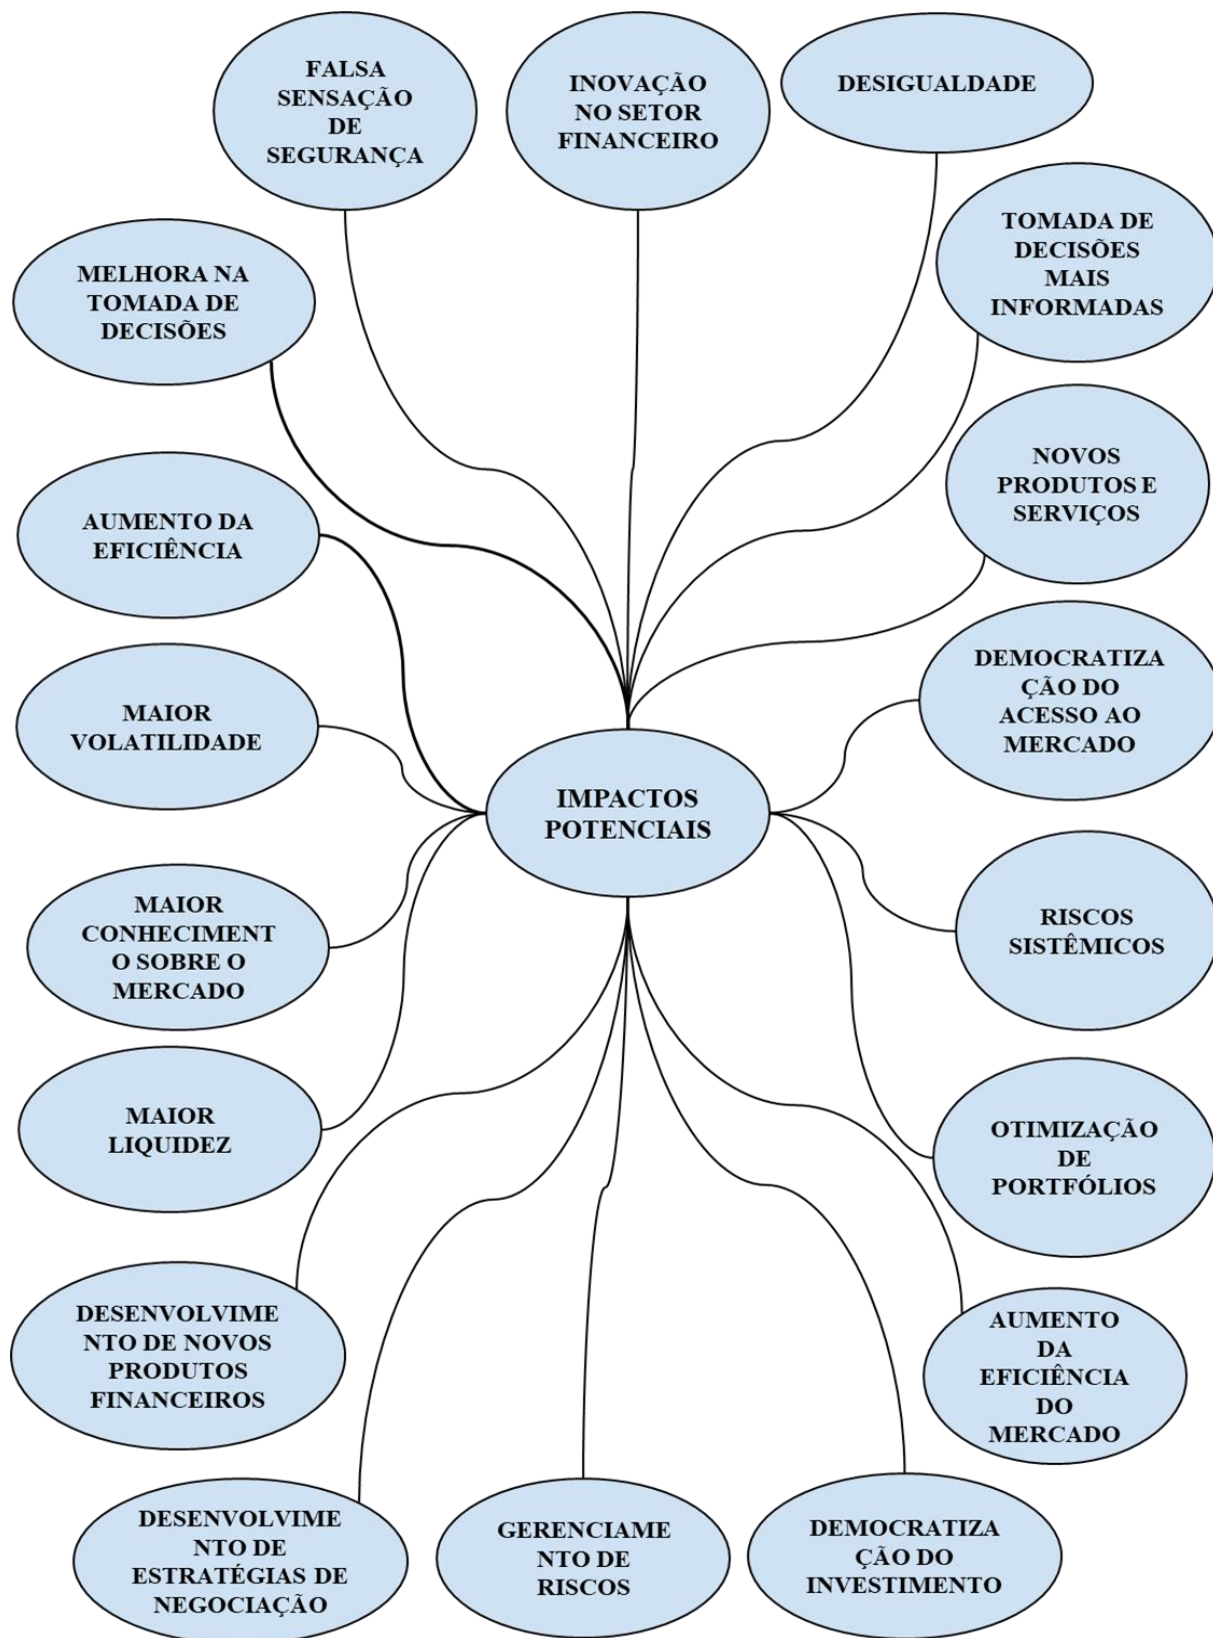 FALSA
SENSAÇÃO
DE
SEGURANÇA
INOVAÇÃO
NO SETOR
FINANCEIRO
DESIGUALDADE
TOMADA DE
DECISÕES
MAIS
INFORMADAS
MELHORA NA
TOMADA DE
DECISÕES
NOVOS
PRODUTOS E
SERVIÇOS
AUMENTO DA
EFICIÊNCIA
DEMOCRATIZA
ÇÃO DO
ACESSO AO
MERCADO
MAIOR
VOLATILIDADE
IMPACTOS
POTENCIAIS
MAIOR
CONHECIMENT
O SOBRE O
MERCADO
RISCOS
SISTÊMICOS
MAIOR
LIQUIDEZ
OTIMIZAÇÃO
DE
PORTFÓLIOS
DESENVOLVIME
NTO DE NOVOS
PRODUTOS
FINANCEIROS
AUMENTO
DA
EFICIÊNCIA
DO
MERCADO
DESENVOLVIME
NTO DE
ESTRATÉGIAS DE
NEGOCIAÇÃO
GERENCIAME
NTO DE
RISCOS
DEMOCRATIZA
ÇÃO DO
INVESTIMENTO